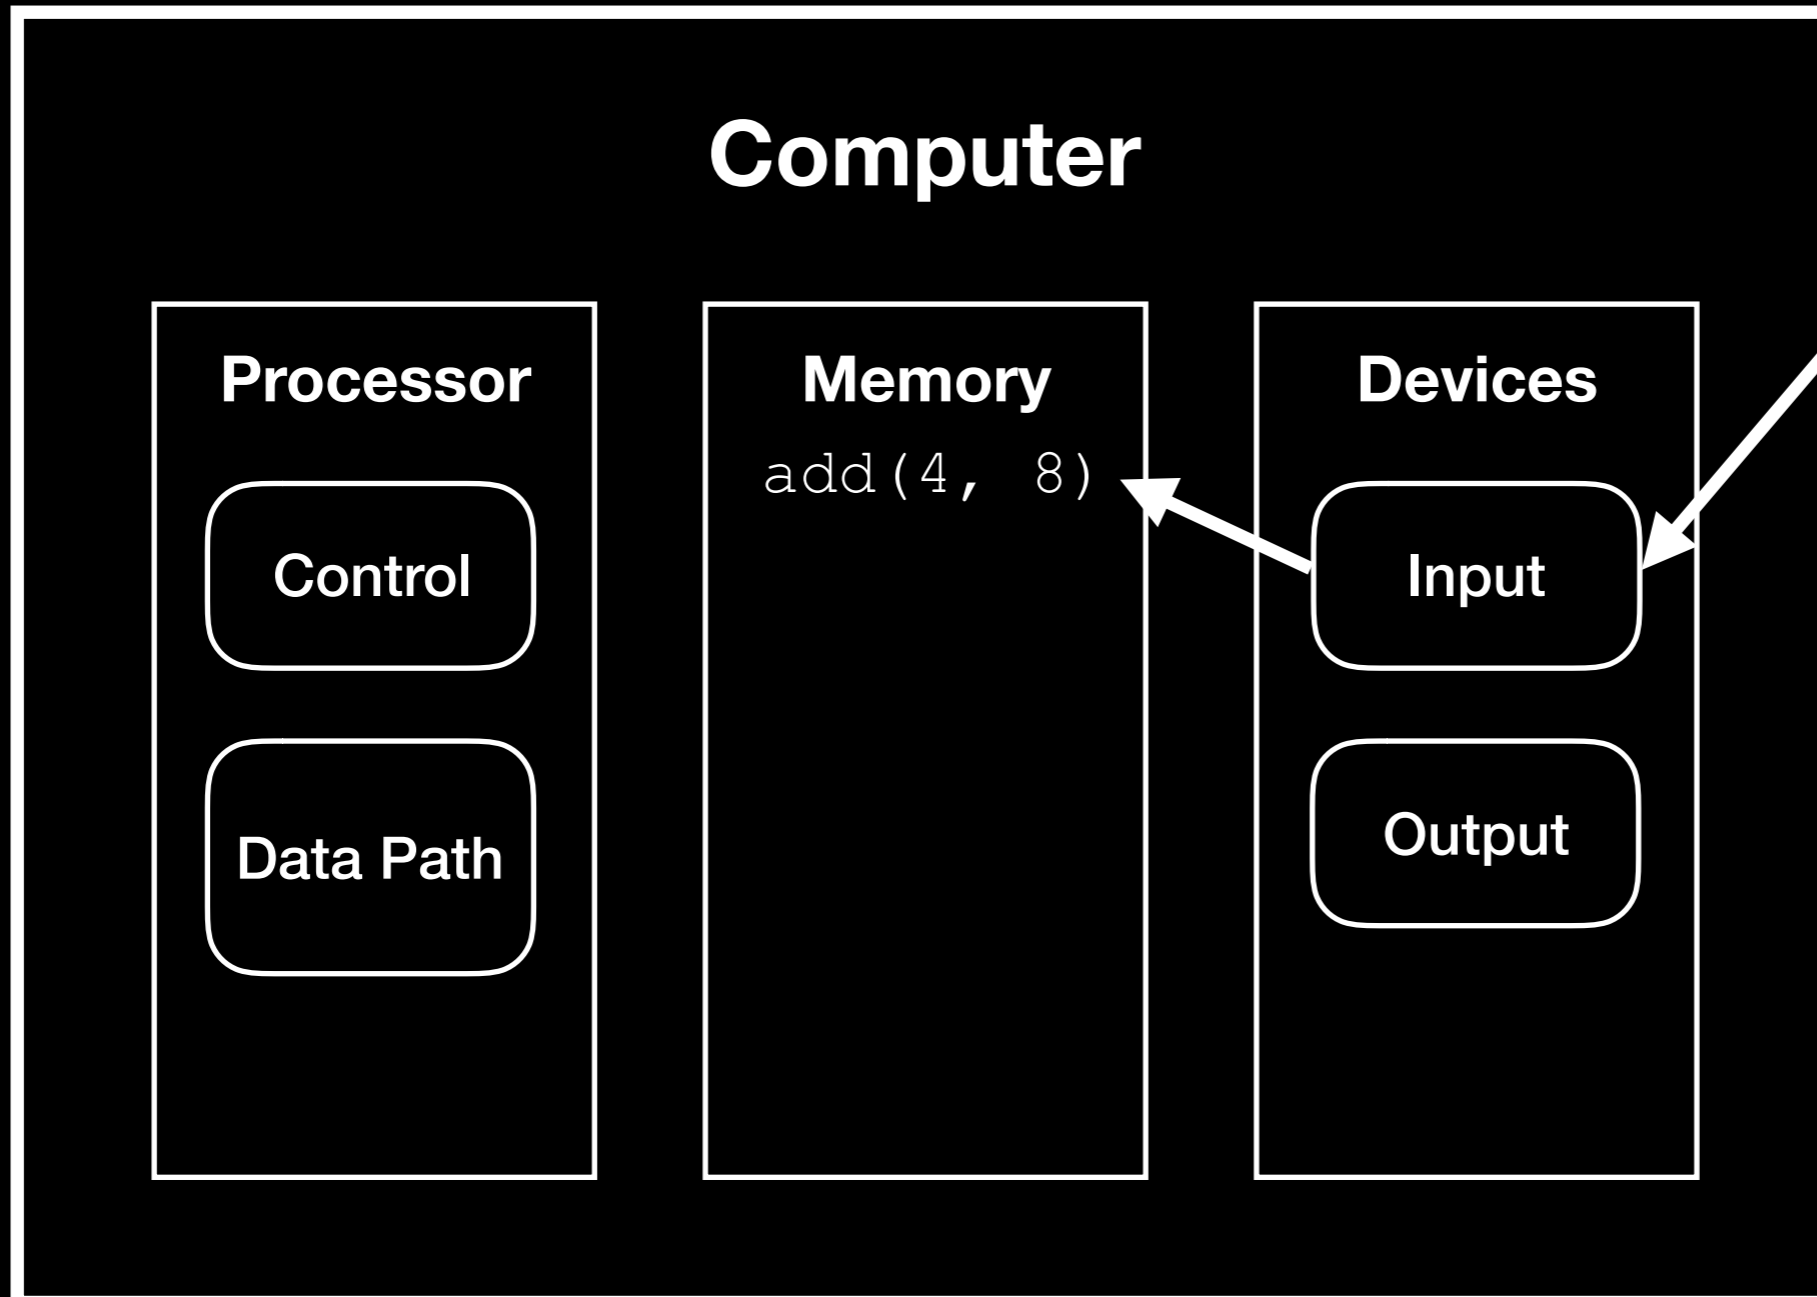 Computer
Processor
Control
Data Path
Memory
add(4, 8)
Devices
Input
Output